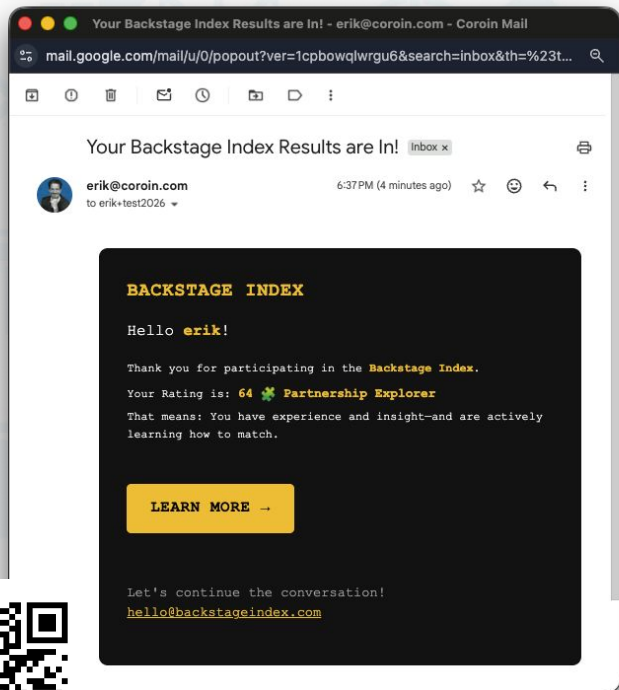 Your Backstage Index Results are In! - erik@coroin.com - Coroin Mail
mail.google.com/mail/u/0/popout?ver=1cpbowqlwrgu6&search=inbox&th=%23t...
Your Backstage Index Results are In! Inbox x
erik@coroin.com 6:37 PM (4 minutes ago)
to erik+test2026
BACKSTAGE INDEX
Hello erik!
Thank you for participating in the Backstage Index.
Your Rating is: 64 🧩 Partnership Explorer
That means: You have experience and insight—and are actively
learning how to match.
LEARN MORE →
Let's continue the conversation!
hello@backstageindex.com